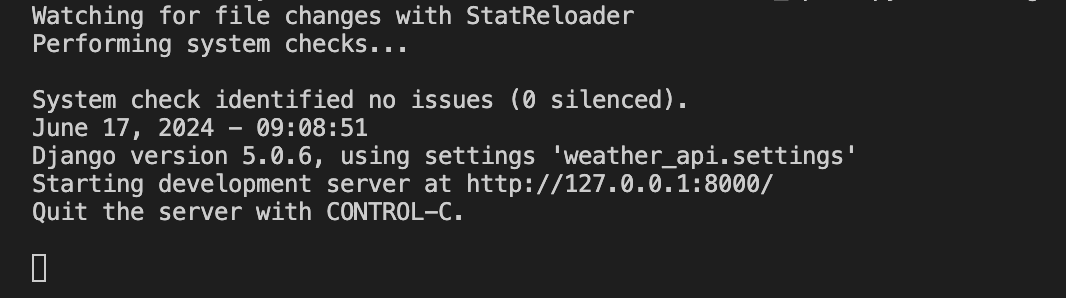 Watching for file changes with StatReloader
Performing system checks...
System check identified no issues (0 silenced).
June 17, 2024 - 09:08:51
Django version 5.0.6, using settings 'weather_api.settings'
Starting development server at http://127.0.0.1:8000/
Quit the server with CONTROL-C.